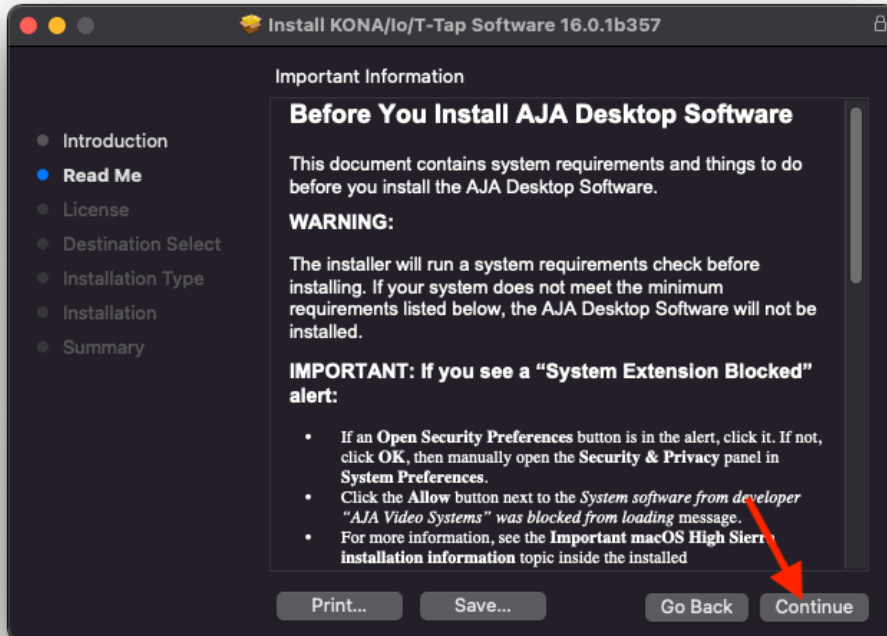 Install KONA/Io/T-Tap Software 16.0.1b357
Important Information
Introduction
Read Me
License
Destination Select
Installation Type
Installation
Summary
Before You Install AJA Desktop Software
This document contains system requirements and things to do
before you install the AJA Desktop Software.
WARNING:
The installer will run a system requirements check before
installing. If your system does not meet the minimum
requirements listed below, the AJA Desktop Software will not be
installed.
IMPORTANT: If you see a “System Extension Blocked”
alert:
• If an Open Security Preferences button is in the alert, click it. If not,
click OK, then manually open the Security & Privacy panel in
System Preferences.
• Click the Allow button next to the System software from developer
“AJA Video Systems” was blocked from loading message.
• For more information, see the Important macOS High Sierra
installation information topic inside the installed
Print...
Save...
Go Back
Continue